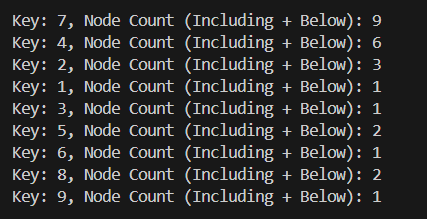 Key: 7, Node Count (Including + Below): 9
Key: 4, Node Count (Including + Below): 6
Key: 2, Node Count (Including + Below): 3
Key: 1, Node Count (Including + Below): 1
Key: 3, Node Count (Including + Below): 1
Key: 5, Node Count (Including + Below): 2
Key: 6, Node Count (Including + Below): 1
Key: 8, Node Count (Including + Below): 2
Key: 9, Node Count (Including + Below): 1